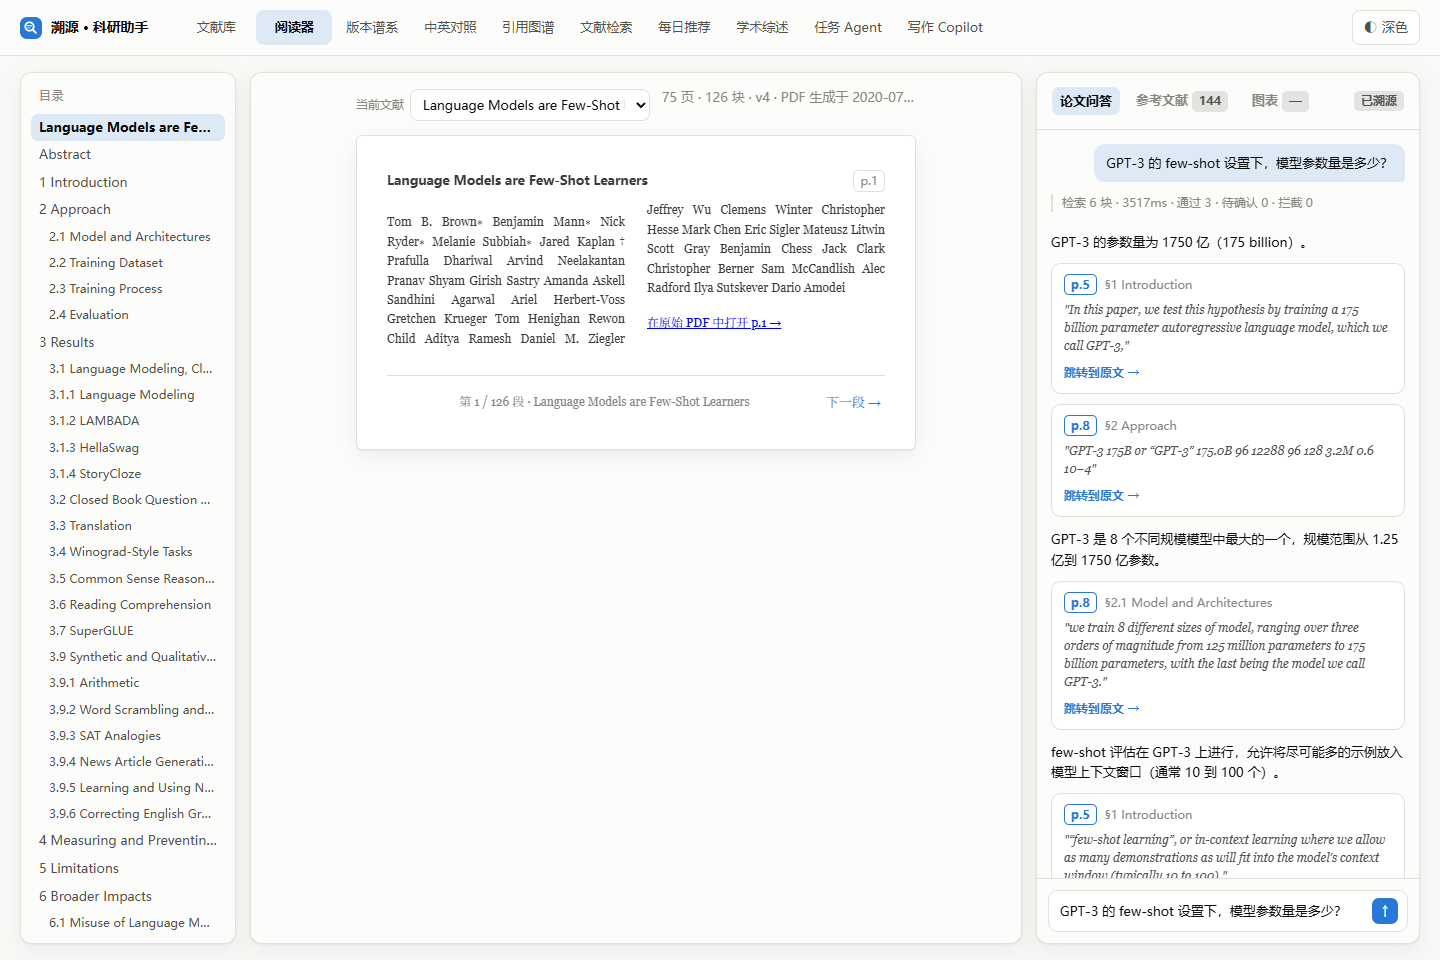 溯源 • 科研助手
文献库
阅读器
版本谱系
中英对照
引用图谱
文献检索
每日推荐
学术综述
任务 Agent
写作 Copilot
深色
目录
Language Models are Fe...
Abstract
1 Introduction
2 Approach
2.1 Model and Architectures
2.2 Training Dataset
2.3 Training Process
2.4 Evaluation
3 Results
3.1 Language Modeling, Cl...
3.1.1 Language Modeling
3.1.2 LAMBADA
3.1.3 HellaSwag
3.1.4 StoryCloze
3.2 Closed Book Question ...
3.3 Translation
3.4 Winograd-Style Tasks
3.5 Common Sense Reason...
3.6 Reading Comprehension
3.7 SuperGLUE
3.9 Synthetic and Qualitativ...
3.9.1 Arithmetic
3.9.2 Word Scrambling and...
3.9.3 SAT Analogies
3.9.4 News Article Generati...
3.9.5 Learning and Using N...
3.9.6 Correcting English Gr...
4 Measuring and Preventin...
5 Limitations
6 Broader Impacts
6.1 Misuse of Language M...
当前文献
Language Models are Few-Shot
75 页 · 126 块 · v4 · PDF 生成于 2020-07...
Language Models are Few-Shot Learners
p.1
Tom B. Brown∗ Benjamin Mann∗ Nick
Ryder∗ Melanie Subbiah∗ Jared Kaplan †
Prafulla Dhariwal Arvind Neelakantan
Pranav Shyam Girish Sastry Amanda Askell
Sandhini Agarwal Ariel Herbert-Voss
Gretchen Krueger Tom Henighan Rewon
Child Aditya Ramesh Daniel M. Ziegler
Jeffrey Wu Clemens Winter Christopher
Hesse Mark Chen Eric Sigler Mateusz Litwin
Scott Gray Benjamin Chess Jack Clark
Christopher Berner Sam McCandlish Alec
Radford Ilya Sutskever Dario Amodei
在原始 PDF 中打开 p.1 →
第 1 / 126 段 · Language Models are Few-Shot Learners
下一段 →
论文问答
参考文献 144
图表 —
已溯源
GPT-3 的 few-shot 设置下，模型参数量是多少？
检索 6 块 · 3517ms · 通过 3 · 待确认 0 · 拦截 0
GPT-3 的参数量为 1750 亿（175 billion）。
p.5 §1 Introduction
"In this paper, we test this hypothesis by training a 175
billion parameter autoregressive language model, which we
call GPT-3,"
跳转到原文 →
p.8 §2 Approach
"GPT-3 175B or “GPT-3” 175.0B 96 12288 96 128 3.2M 0.6
10−4"
跳转到原文 →
GPT-3 是 8 个不同规模模型中最大的一个，规模范围从 1.25
亿到 1750 亿参数。
p.8 §2.1 Model and Architectures
"we train 8 different sizes of model, ranging over three
orders of magnitude from 125 million parameters to 175
billion parameters, with the last being the model we call
GPT-3."
跳转到原文 →
few-shot 评估在 GPT-3 上进行，允许将尽可能多的示例放入
模型上下文窗口（通常 10 到 100 个）。
p.5 §1 Introduction
"“few-shot learning”, or in-context learning where we allow
as many demonstrations as will fit into the model’s context
window (typically 10 to 100),"
GPT-3 的 few-shot 设置下，模型参数量是多少？
↑